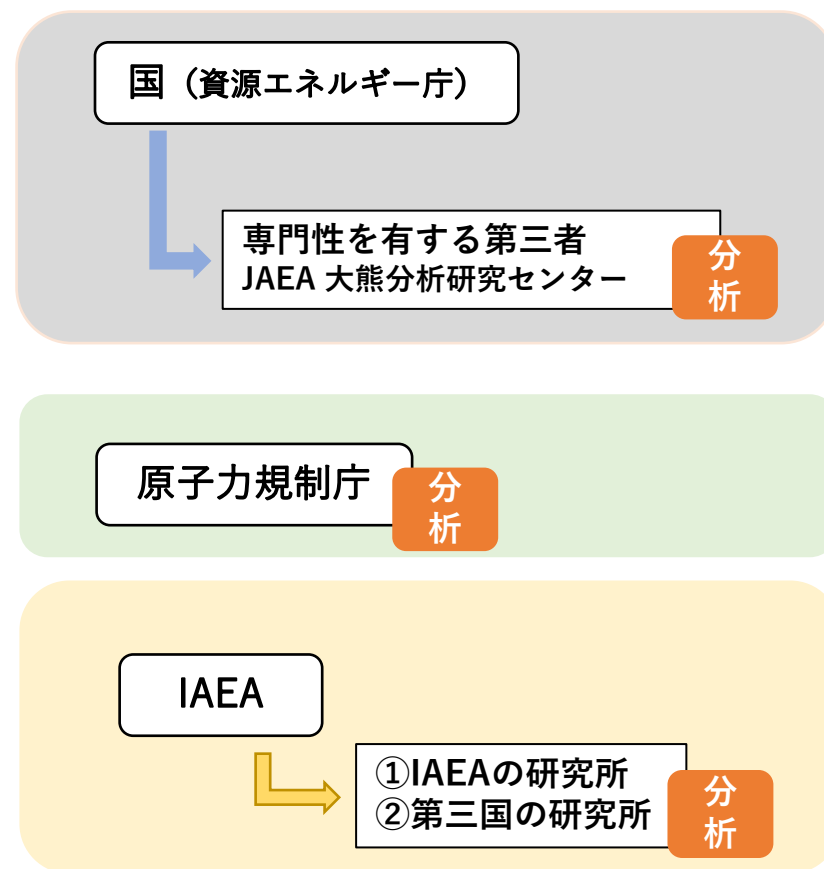 国（資源エネルギー庁）
専門性を有する第三者
JAEA 大熊分析研究センター
分
析
原子力規制庁
分
析
IAEA
①IAEAの研究所
②第三国の研究所
分
析